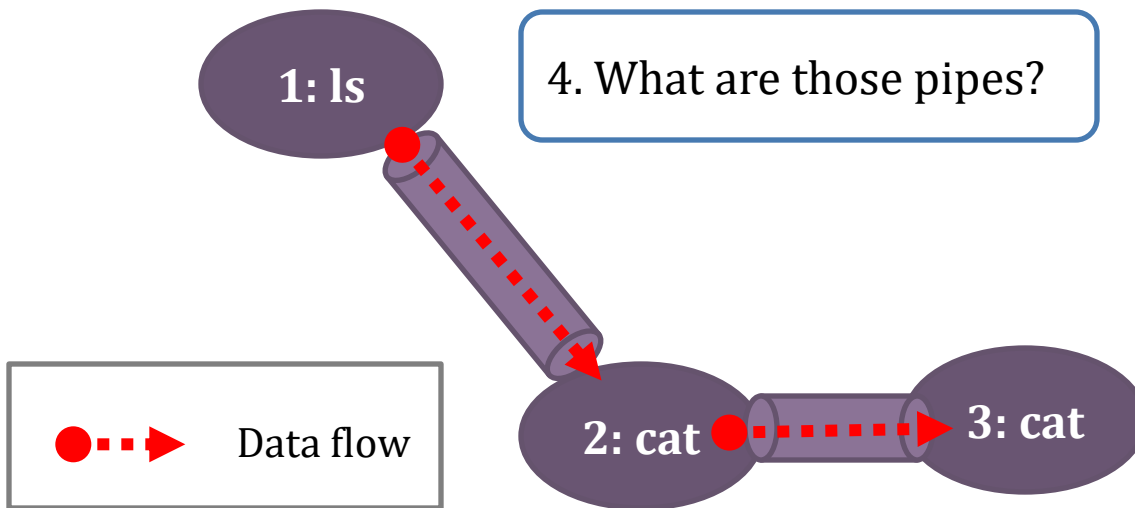 1: ls
4. What are those pipes?
2: cat
3: cat
Data flow